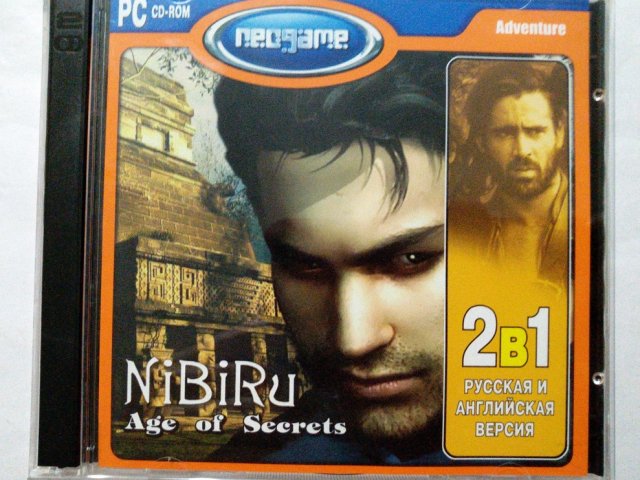 PC CD-ROM
neogame
Adventure
NiBiRu
Age of Secrets
2в1
РУССКАЯ И
АНГЛИЙСКАЯ
ВЕРСИЯ